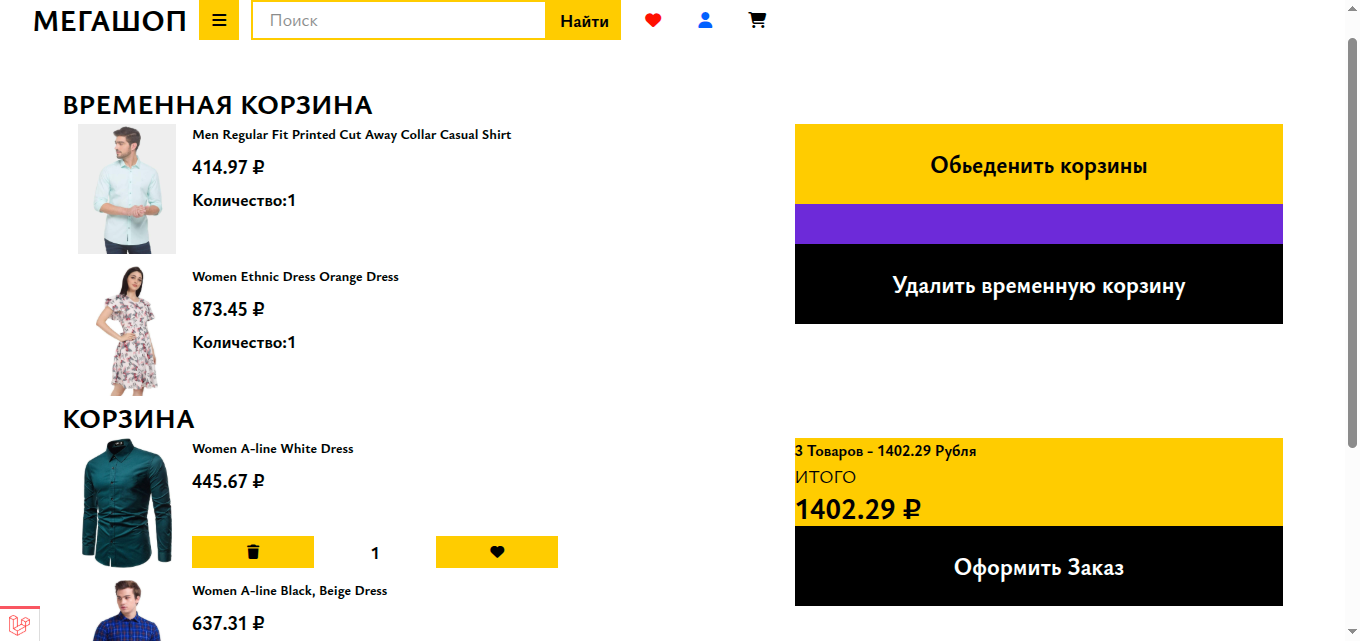 МЕГАШОП
Поиск
Найти
ВРЕМЕННАЯ КОРЗИНА
Men Regular Fit Printed Cut Away Collar Casual Shirt
414.97 ₽
Количество:1
Women Ethnic Dress Orange Dress
873.45 ₽
Количество:1
Обьеденить корзины
Удалить временную корзину
КОРЗИНА
Women A-line White Dress
445.67 ₽
1
Women A-line Black, Beige Dress
637.31 ₽
3 Товаров - 1402.29 Рубля
ИТОГО
1402.29 ₽
Оформить Заказ